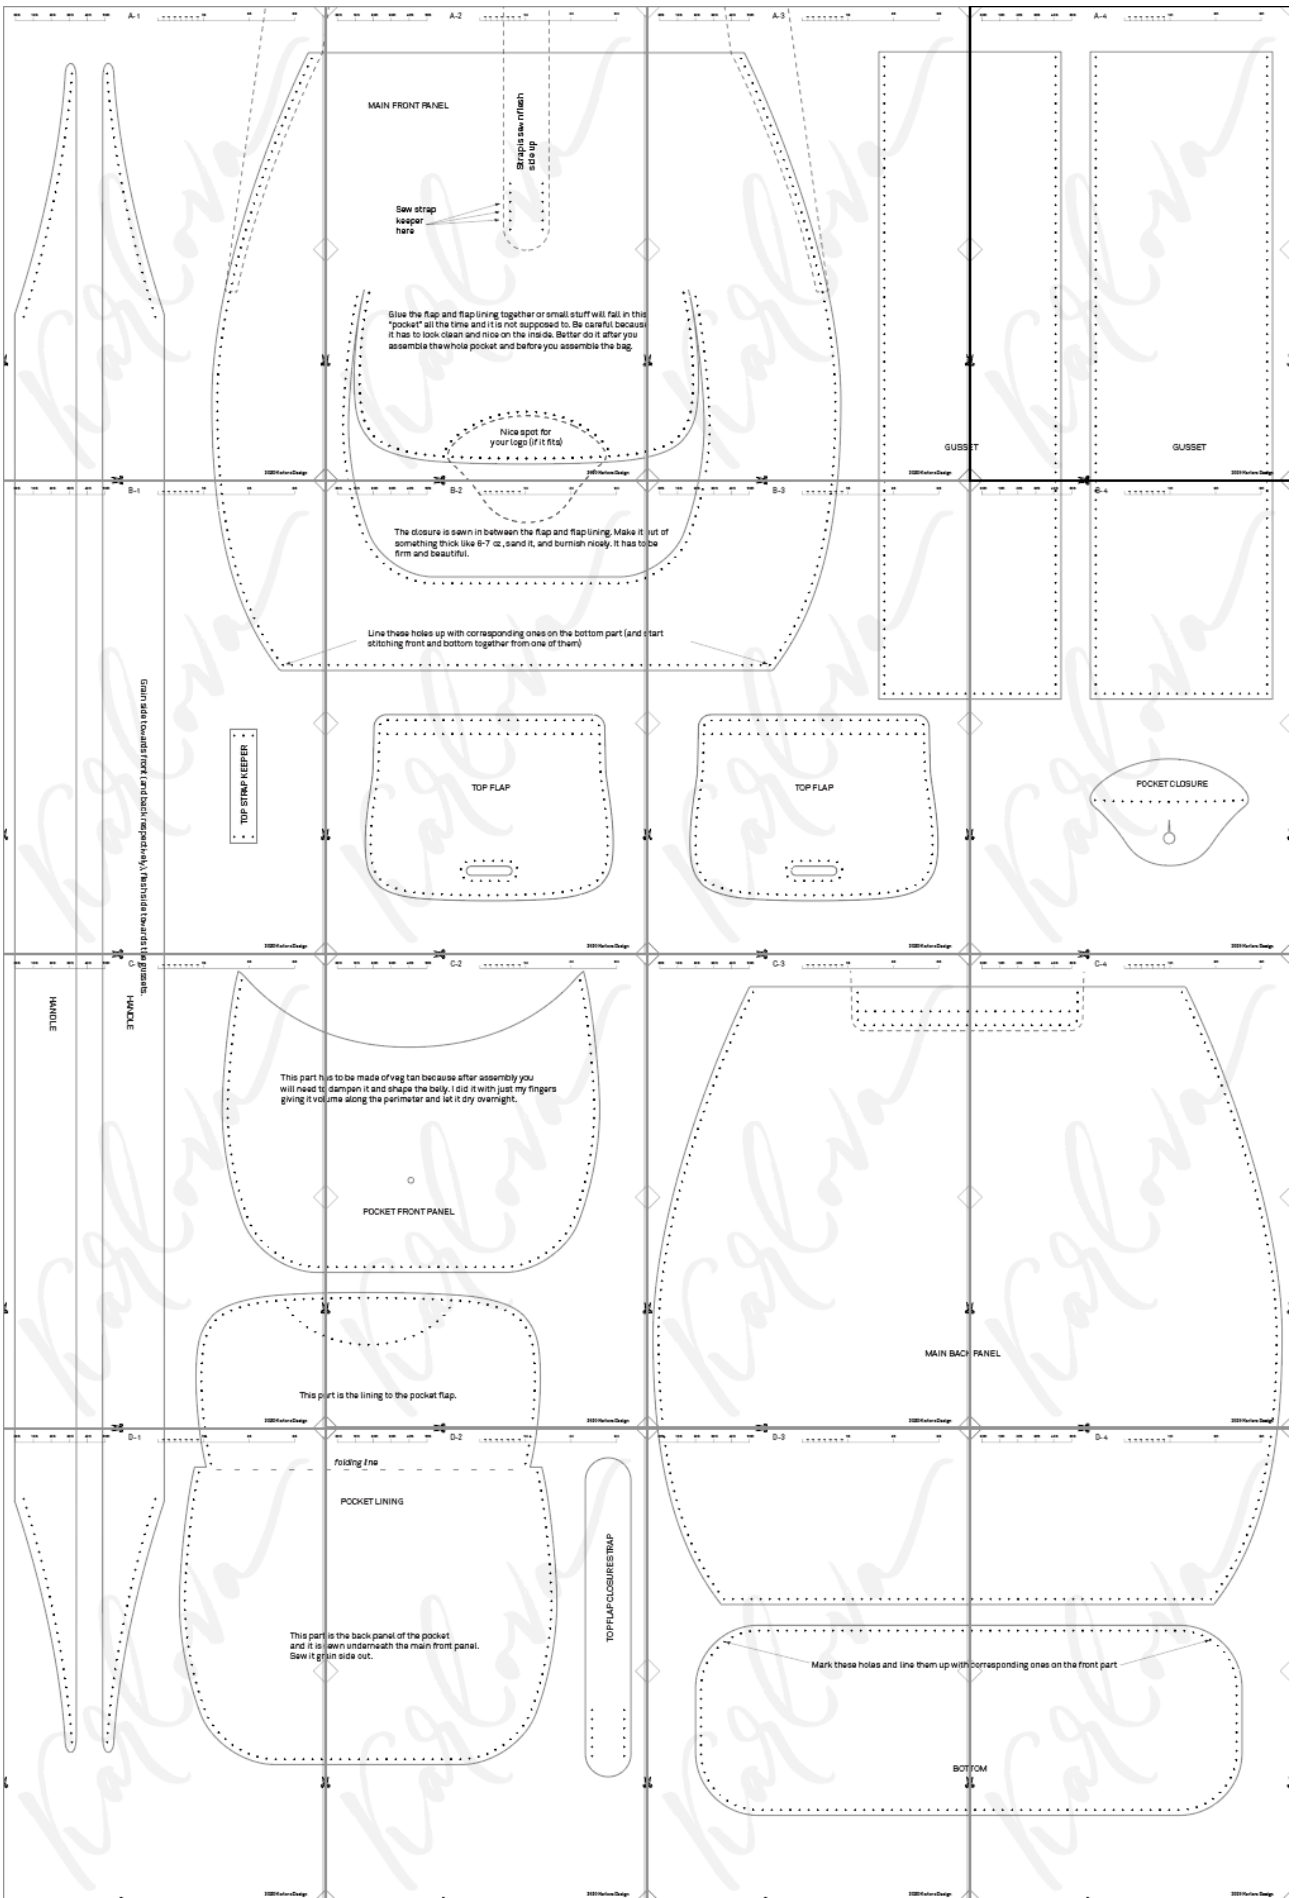 A-1
A-2
A-3
A-4
MAIN FRONT PANEL
Strap is sewn flesh
side up
Sew strap
keeper
here
Glue the flap and flap lining together or small stuff will fall in this
"pocket" all the time and it is not supposed to. Be careful because
it has to look clean and nice on the inside. Better do it after you
assemble the whole pocket and before you assemble the bag.
Nice spot for
your logo (if it fits)
GUSSET
GUSSET
B-2
B-3
B-4
B-1
The closure is sewn in between the flap and flap lining. Make it out of
something thick like 6-7 oz, sand it, and burnish nicely. It has to be
firm and beautiful.
Line these holes up with corresponding ones on the bottom part (and start
stitching front and bottom together from one of them)
Grain side towards front (and back respectively), flesh side towards the gussets.
TOP STRAP KEEPER
TOP FLAP
TOP FLAP
POCKET CLOSURE
C-2
C-3
C-4
HANDLE
HANDLE
This part has to be made of veg tan because after assembly you
will need to dampen it and shape the belly. I did it with just my fingers
giving it volume along the perimeter and let it dry overnight.
POCKET FRONT PANEL
MAIN BACK PANEL
This part is the lining to the pocket flap.
D-1
D-2
D-3
D-4
folding line
POCKET LINING
TOP FLAP CLOSURE STRAP
This part is the back panel of the pocket
and it is sewn underneath the main front panel.
Sew it grain side out.
Mark these holes and line them up with corresponding ones on the front part
BOTTOM